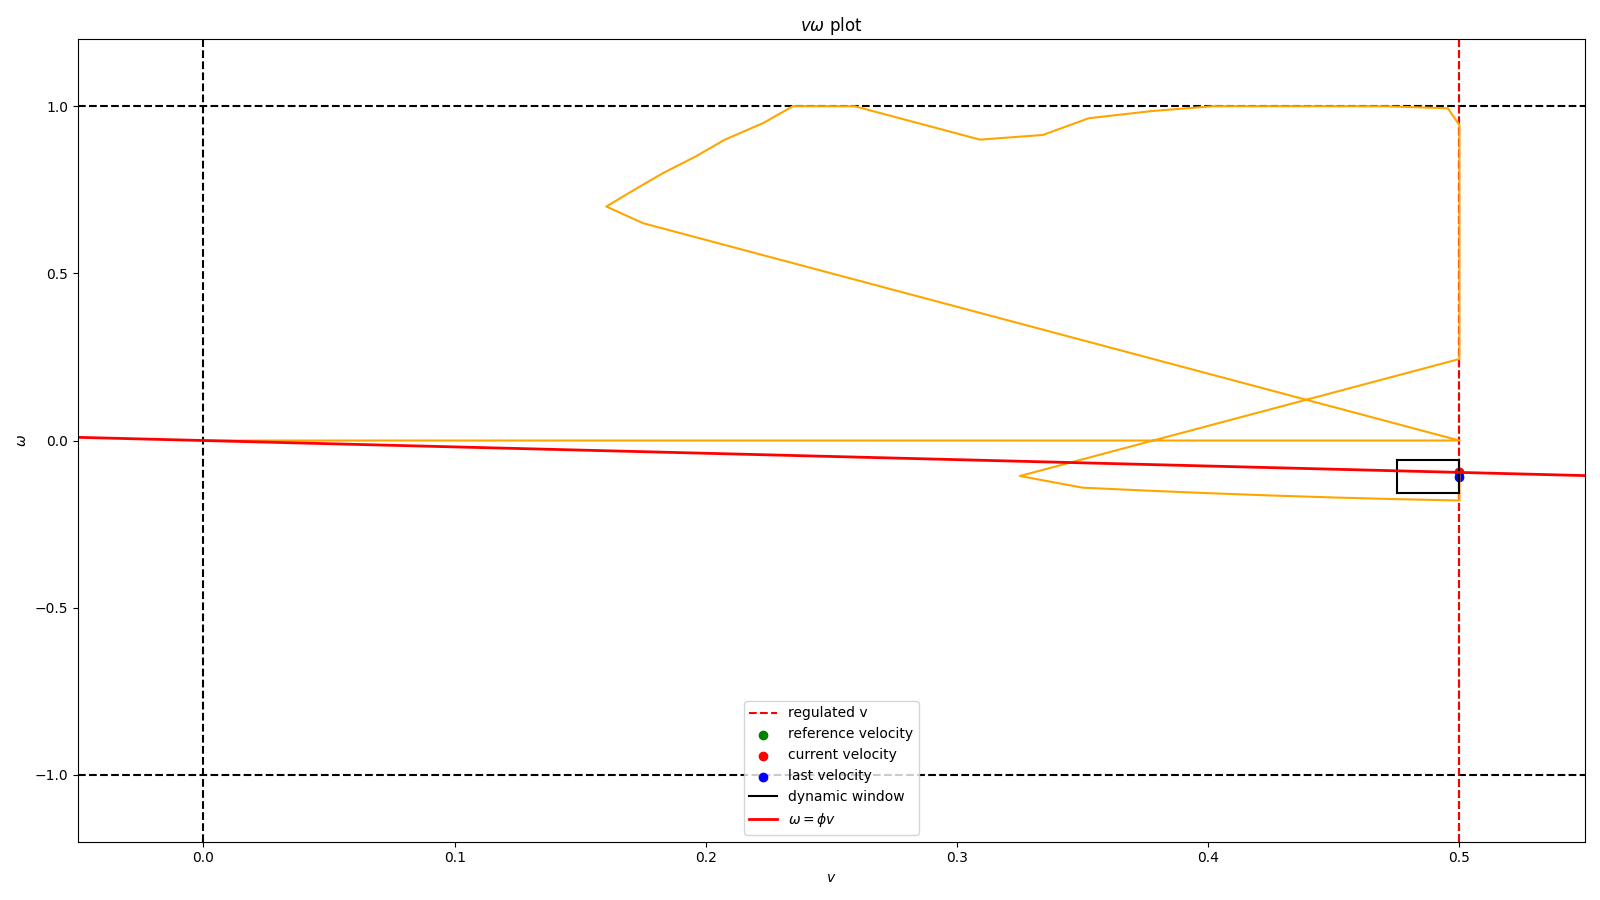 vω plot
1.0
0.5
0.0
−0.5
−1.0
ω
regulated v
reference velocity
current velocity
last velocity
dynamic window
ω = ϕv
0.0 0.1 0.2 0.3 0.4 0.5
v